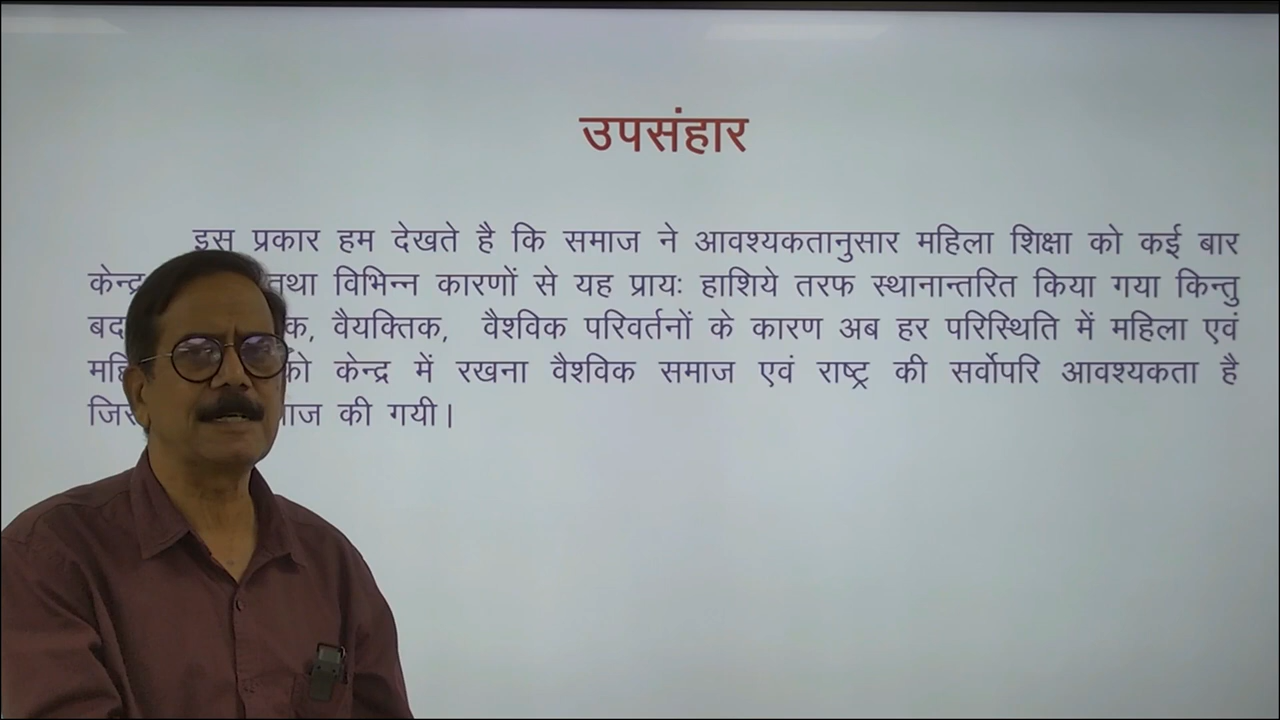 उपसंहार
इस प्रकार हम देखते है कि समाज ने आवश्यकतानुसार महिला शिक्षा को कई बार
तथा विभिन्न कारणों से यह प्रायः हाशिये तरफ स्थानान्तरित किया गया किन्तु
वैयक्तिक, वैश्विक परिवर्तनों के कारण अब हर परिस्थिति में महिला एवं
को केन्द्र में रखना वैश्विक समाज एवं राष्ट्र की सर्वोपरि आवश्यकता है
की गयी।